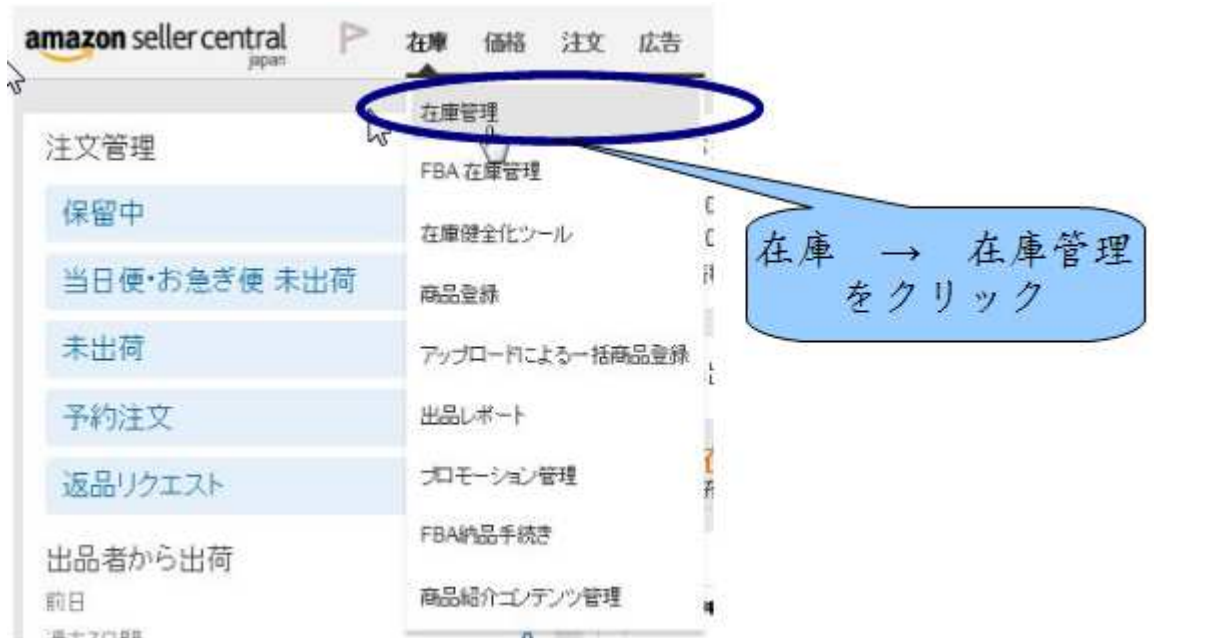 amazon seller central
japan
在庫 価格 注文 広告
在庫管理
FBA 在庫管理
在庫健全化ツール
商品登録
アップロードによる一括商品登録
出品レポート
プロモーション管理
FBA納品手続き
商品紹介コンテンツ管理
注文管理
保留中
当日便・お急ぎ便 未出荷
未出荷
予約注文
返品リクエスト
出品者から出荷
前日
在庫 → 在庫管理
をクリック